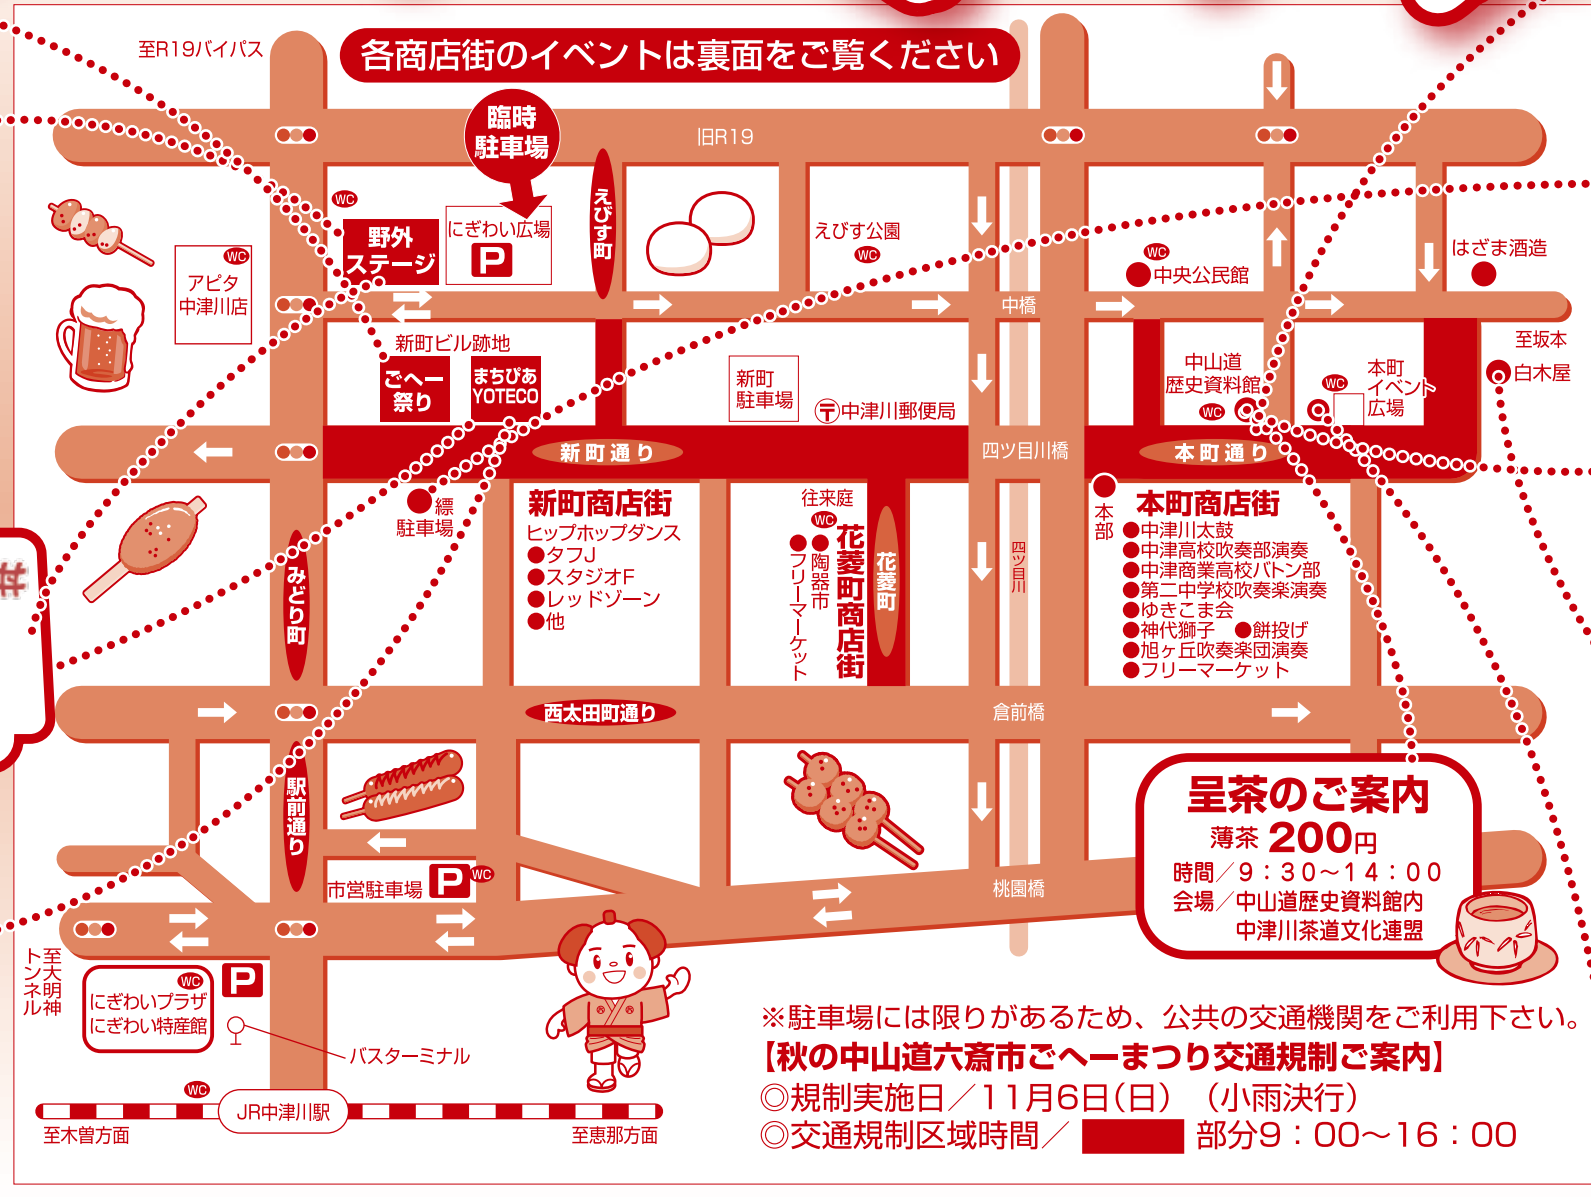 至R19バイパス
各商店街のイベントは裏面をご覧ください
臨時
駐車場
旧R19
えびす町
WC
野外
ステージ
にぎわい広場
P
えびす公園
WC
WC
中央公民館
はざま酒造
WC
アピタ
中津川店
中橋
至坂本
新町ビル跡地
ごへー
祭り
まちぴあ
YOTECO
新町
駐車場
〒中津川郵便局
中山道
歴史資料館
WC
WC
本町
イベント
広場
白木屋
新町通り
四ツ目川橋
本町通り
縹
駐車場
新町商店街
ヒップホップダンス
●タフJ
●スタジオF
●レッドゾーン
●他
往来庭
WC
花菱町商店街
●陶器市
●フリーマーケット
花菱町
四ツ目川
本部
本町商店街
●中津川太鼓
●中津高校吹奏部演奏
●中津商業高校バトン部
●第二中学校吹奏楽演奏
●ゆきこま会
●神代獅子 ●餅投げ
●旭ヶ丘吹奏楽団演奏
●フリーマーケット
みどり町
西太田町通り
倉前橋
駅前通り
市営駐車場
P
WC
桃園橋
呈茶のご案内
薄茶 200円
時間／9：30〜14：00
会場／中山道歴史資料館内
中津川茶道文化連盟
至大明神
トンネル
WC
にぎわいプラザ
にぎわい特産館
P
バスターミナル
WC
JR中津川駅
至木曽方面
至恵那方面
※駐車場には限りがあるため、公共の交通機関をご利用下さい。
【秋の中山道六斎市ごへーまつり交通規制ご案内】
◎規制実施日／11月6日(日) (小雨決行)
◎交通規制区域時間／ 部分9：00〜16：00
井